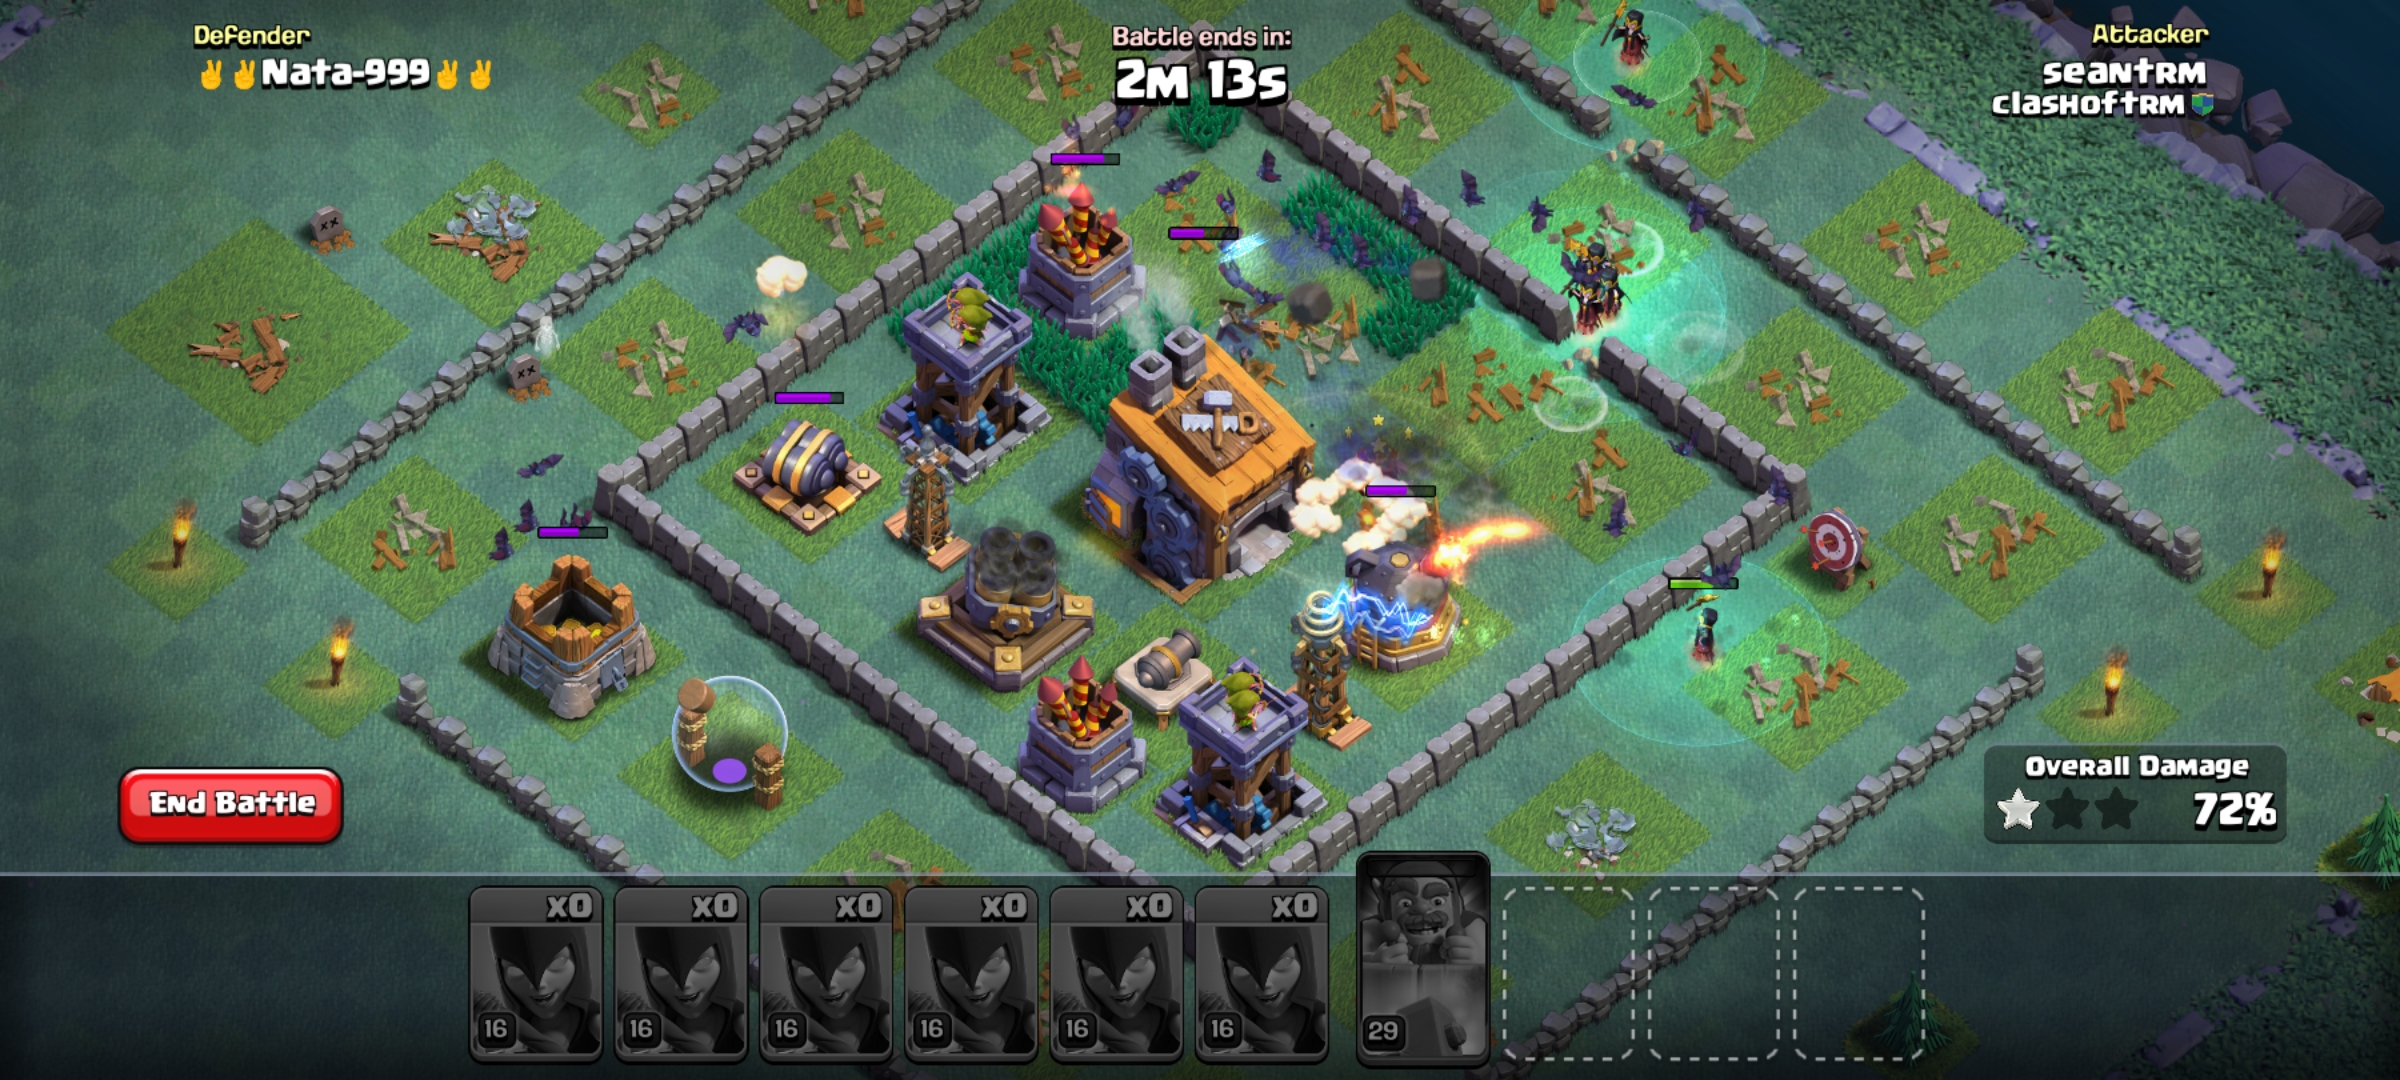 Defender
✌✌Nata-999✌✌
Battle ends in:
2M 13s
Attacker
seantRM
clashoftRM
End Battle
Overall Damage
72%
x0 x0 x0 x0 x0 x0
16 16 16 16 16 16 29